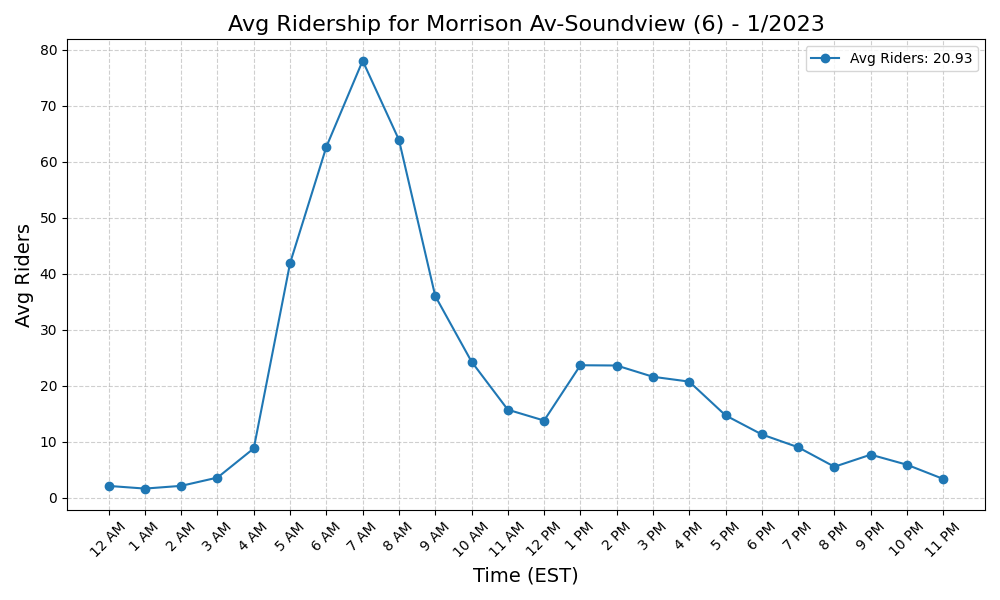 Avg Ridership for Morrison Av-Soundview (6) - 1/2023
Avg Riders: 20.93
Avg Riders
80
70
60
50
40
30
20
10
0
12 AM
1 AM
2 AM
3 AM
4 AM
5 AM
6 AM
7 AM
8 AM
9 AM
10 AM
11 AM
12 PM
1 PM
2 PM
3 PM
4 PM
5 PM
6 PM
7 PM
8 PM
9 PM
10 PM
11 PM
Time (EST)